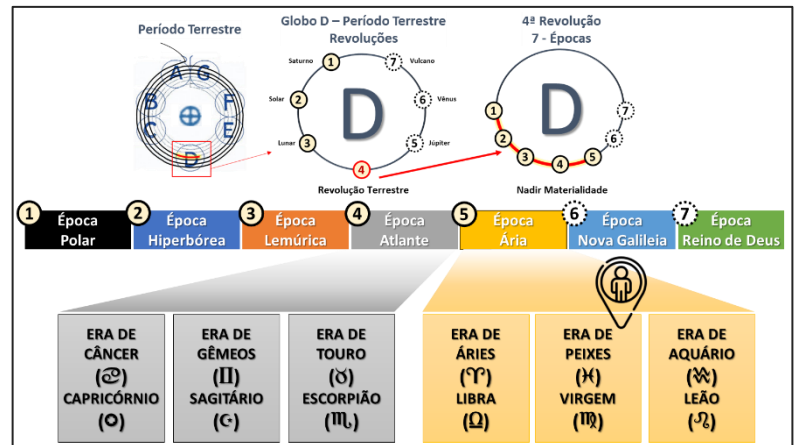 Período Terrestre
A G
B F
C E
D
Globo D – Período Terrestre
Revoluções
Saturno 1
7 Vulcano
Solar 2
6 Vênus
D
Lunar 3
5 Júpiter
4
Revolução Terrestre
4ª Revolução
7 - Épocas
D
1
2
3
4
5
6
7
Nadir Materialidade
1 Época
Polar
2 Época
Hiperbórea
3 Época
Lemúrica
4 Época
Atlante
5 Época
Ária
6 Época
Nova Galileia
7 Época
Reino de Deus
ERA DE
CÂNCER
(♋)
CAPRICÓRNIO
(🌣)
ERA DE
GÊMEOS
(♊)
SAGITÁRIO
(☪)
ERA DE
TOURO
(♉)
ESCORPIÃO
(♏)
ERA DE
ÁRIES
(♈)
LIBRA
(Ω)
ERA DE
PEIXES
(♓)
VIRGEM
(♍)
ERA DE
AQUÁRIO
(♒)
LEÃO
(♌)